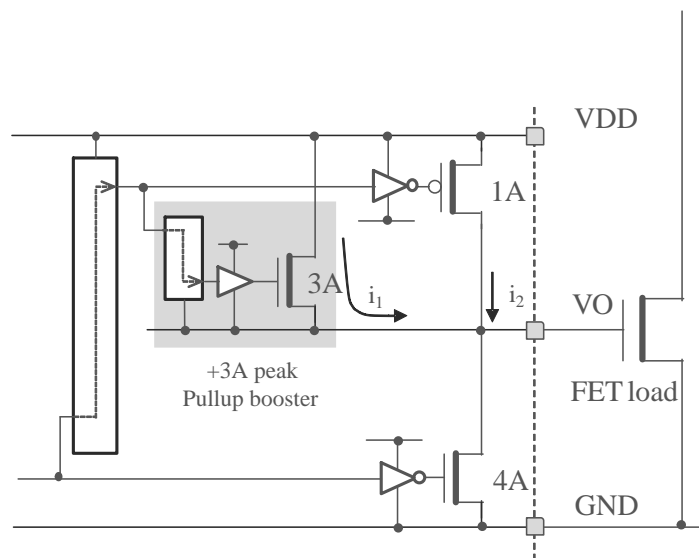 VDD
1A
3A
i1
i2
VO
+3A peak
Pullup booster
FET load
4A
GND